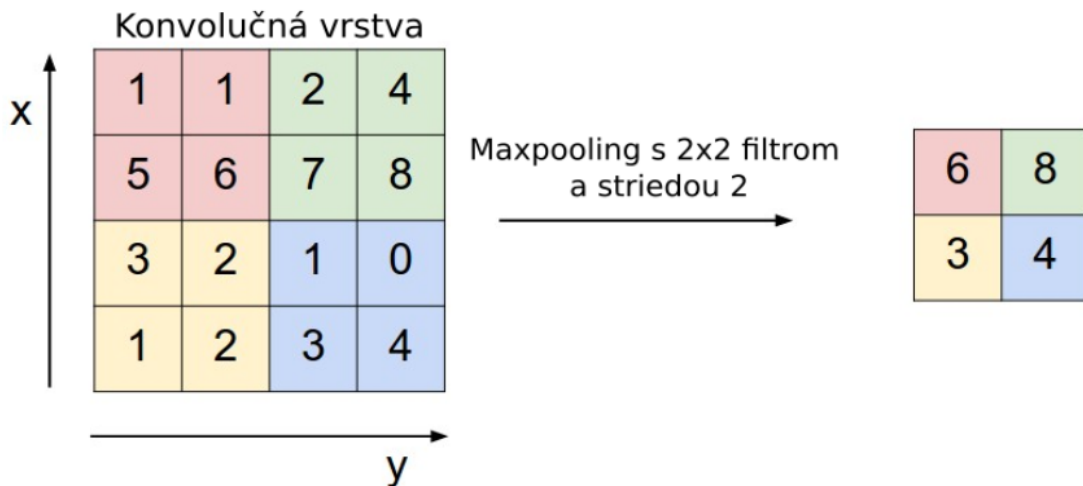 Konvolučná vrstva
x
1 1 2 4
5 6 7 8
3 2 1 0
1 2 3 4
y
Maxpooling s 2x2 filtrom
a striedou 2
6 8
3 4